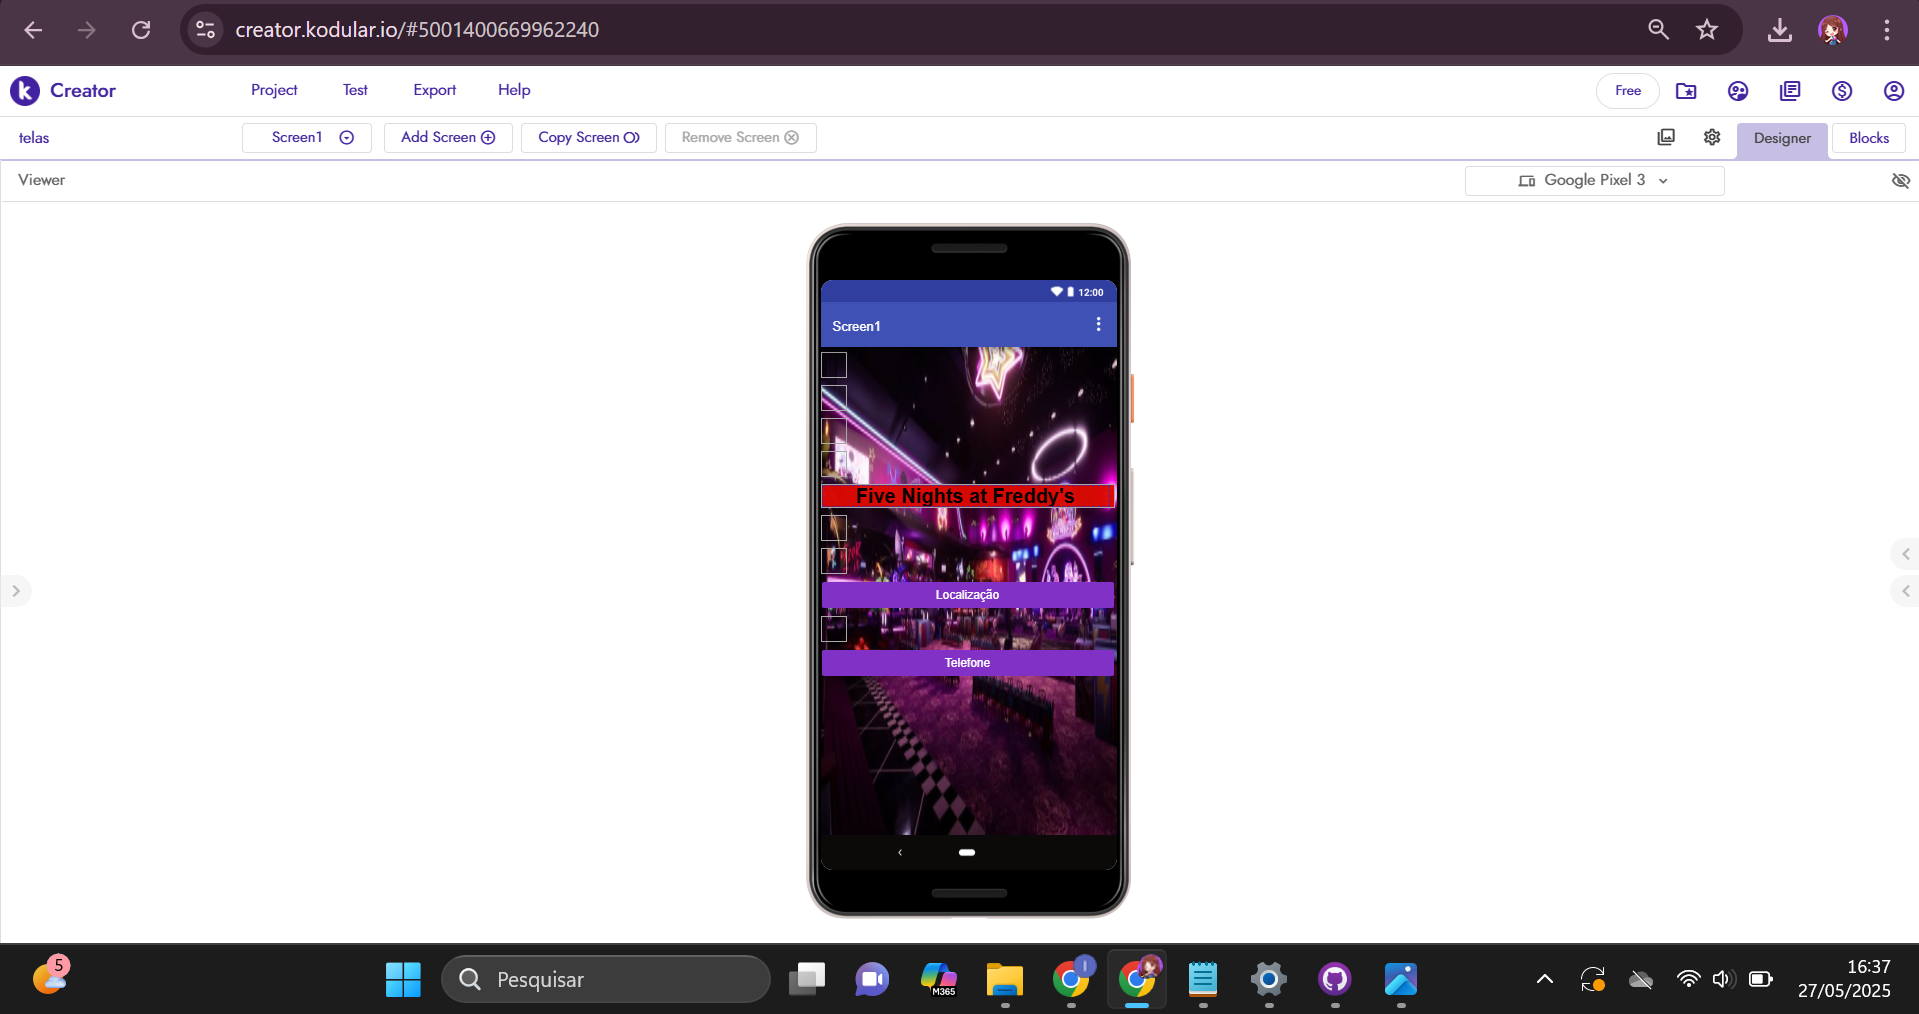 creator.kodular.io/#5001400669962240
Creator
Project
Test
Export
Help
Free
telas
Screen1
Add Screen
Copy Screen
Remove Screen
Designer
Blocks
Viewer
Google Pixel 3
12:00
Screen1
Five Nights at Freddy's
Localização
Telefone
5
Pesquisar
M365
16:37
27/05/2025